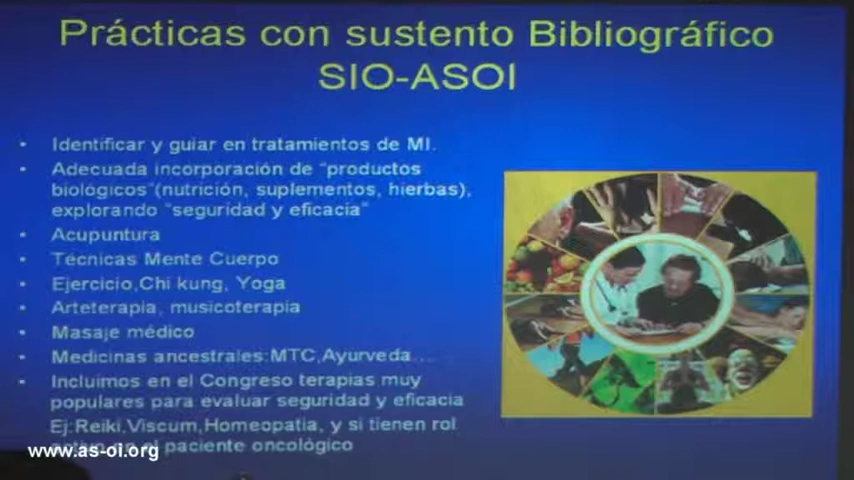 Prácticas con sustento Bibliográfico
SIO-ASOI
• Identificar y guiar en tratamientos de MI.
• Adecuada incorporación de "productos
biológicos"(nutrición, suplementos, hierbas),
explorando "seguridad y eficacia"
• Acupuntura
• Técnicas Mente Cuerpo
• Ejercicio,Chi kung, Yoga
• Arteterapia, musicoterapia
• Masaje médico
• Medicinas ancestrales:MTC,Ayurveda...
• Incluimos en el Congreso terapias muy
populares para evaluar seguridad y eficacia
Ej:Reiki,Viscum,Homeopatia, y si tienen rol
paciente oncológico
www.as-oi.org